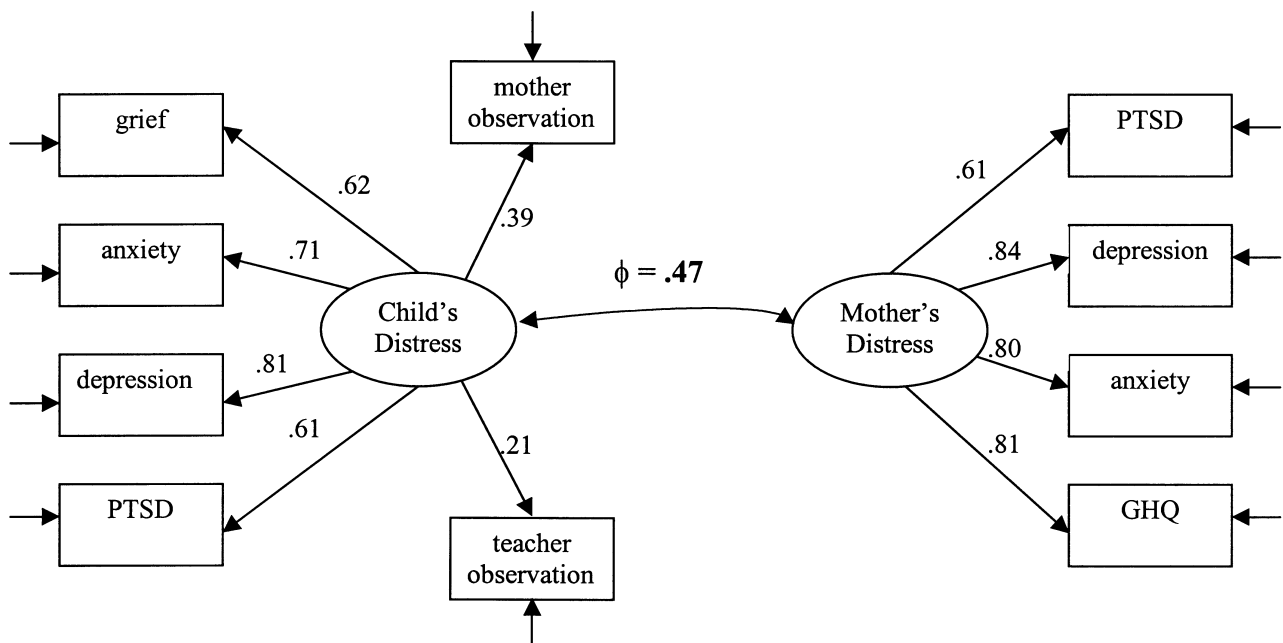 mother
observation
grief
PTSD
.62
.39
.61
anxiety
.71
depression
.84
ϕ = .47
Child’s
Distress
Mother’s
Distress
depression
.81
.80
anxiety
.61
.21
.81
PTSD
GHQ
teacher
observation